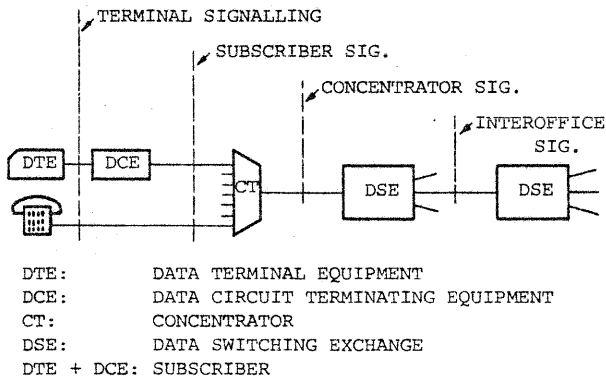 TERMINAL SIGNALLING
SUBSCRIBER SIG.
CONCENTRATOR SIG.
INTEROFFICE
SIG.
DTE
DCE
CT
DSE
DSE
DTE: DATA TERMINAL EQUIPMENT
DCE: DATA CIRCUIT TERMINATING EQUIPMENT
CT: CONCENTRATOR
DSE: DATA SWITCHING EXCHANGE
DTE + DCE: SUBSCRIBER